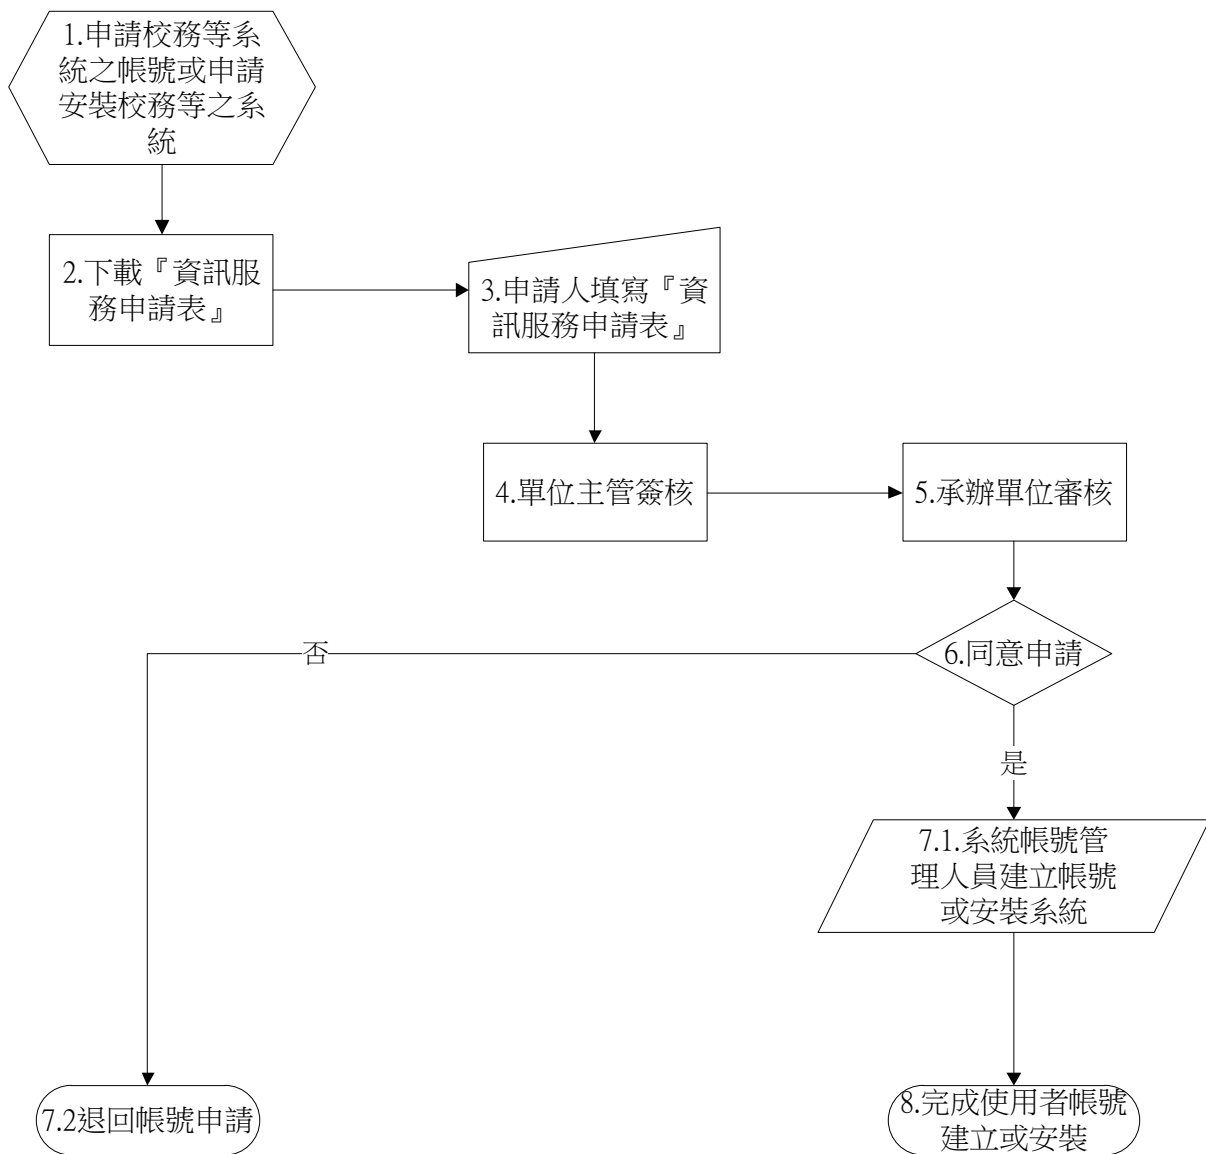 1.申請校務等系
統之帳號或申請
安裝校務等之系
統
2.下載『資訊服
務申請表』
3.申請人填寫『資
訊服務申請表』
4.單位主管簽核
5.承辦單位審核
6.同意申請
否
是
7.1.系統帳號管
理人員建立帳號
或安裝系統
7.2退回帳號申請
8.完成使用者帳號
建立或安裝